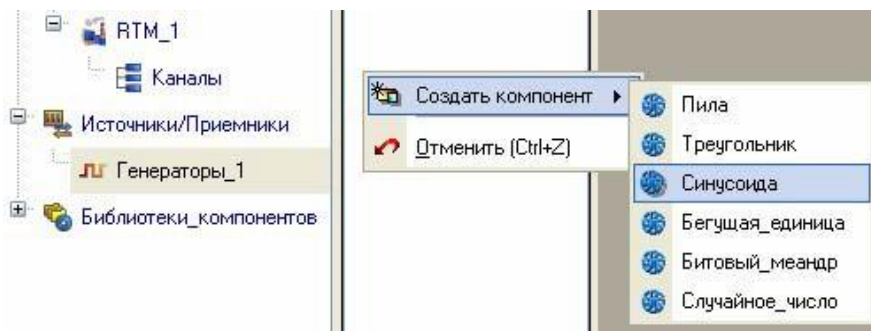 RTM_1
Каналы
Источники/Приемники
Генераторы_1
Библиотеки_компонентов
Создать компонент
Отменить (Ctrl+Z)
Пила
Треугольник
Синусоида
Бегущая_единица
Битовый_меандр
Случайное_число